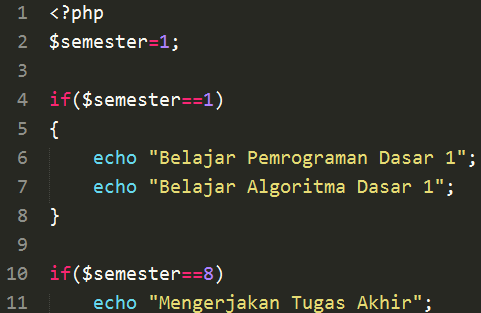 1 <?php
2 $semester=1;
3
4 if($semester==1)
5 {
6     echo "Belajar Pemrograman Dasar 1";
7     echo "Belajar Algoritma Dasar 1";
8 }
9
10 if($semester==8)
11     echo "Mengerjakan Tugas Akhir";